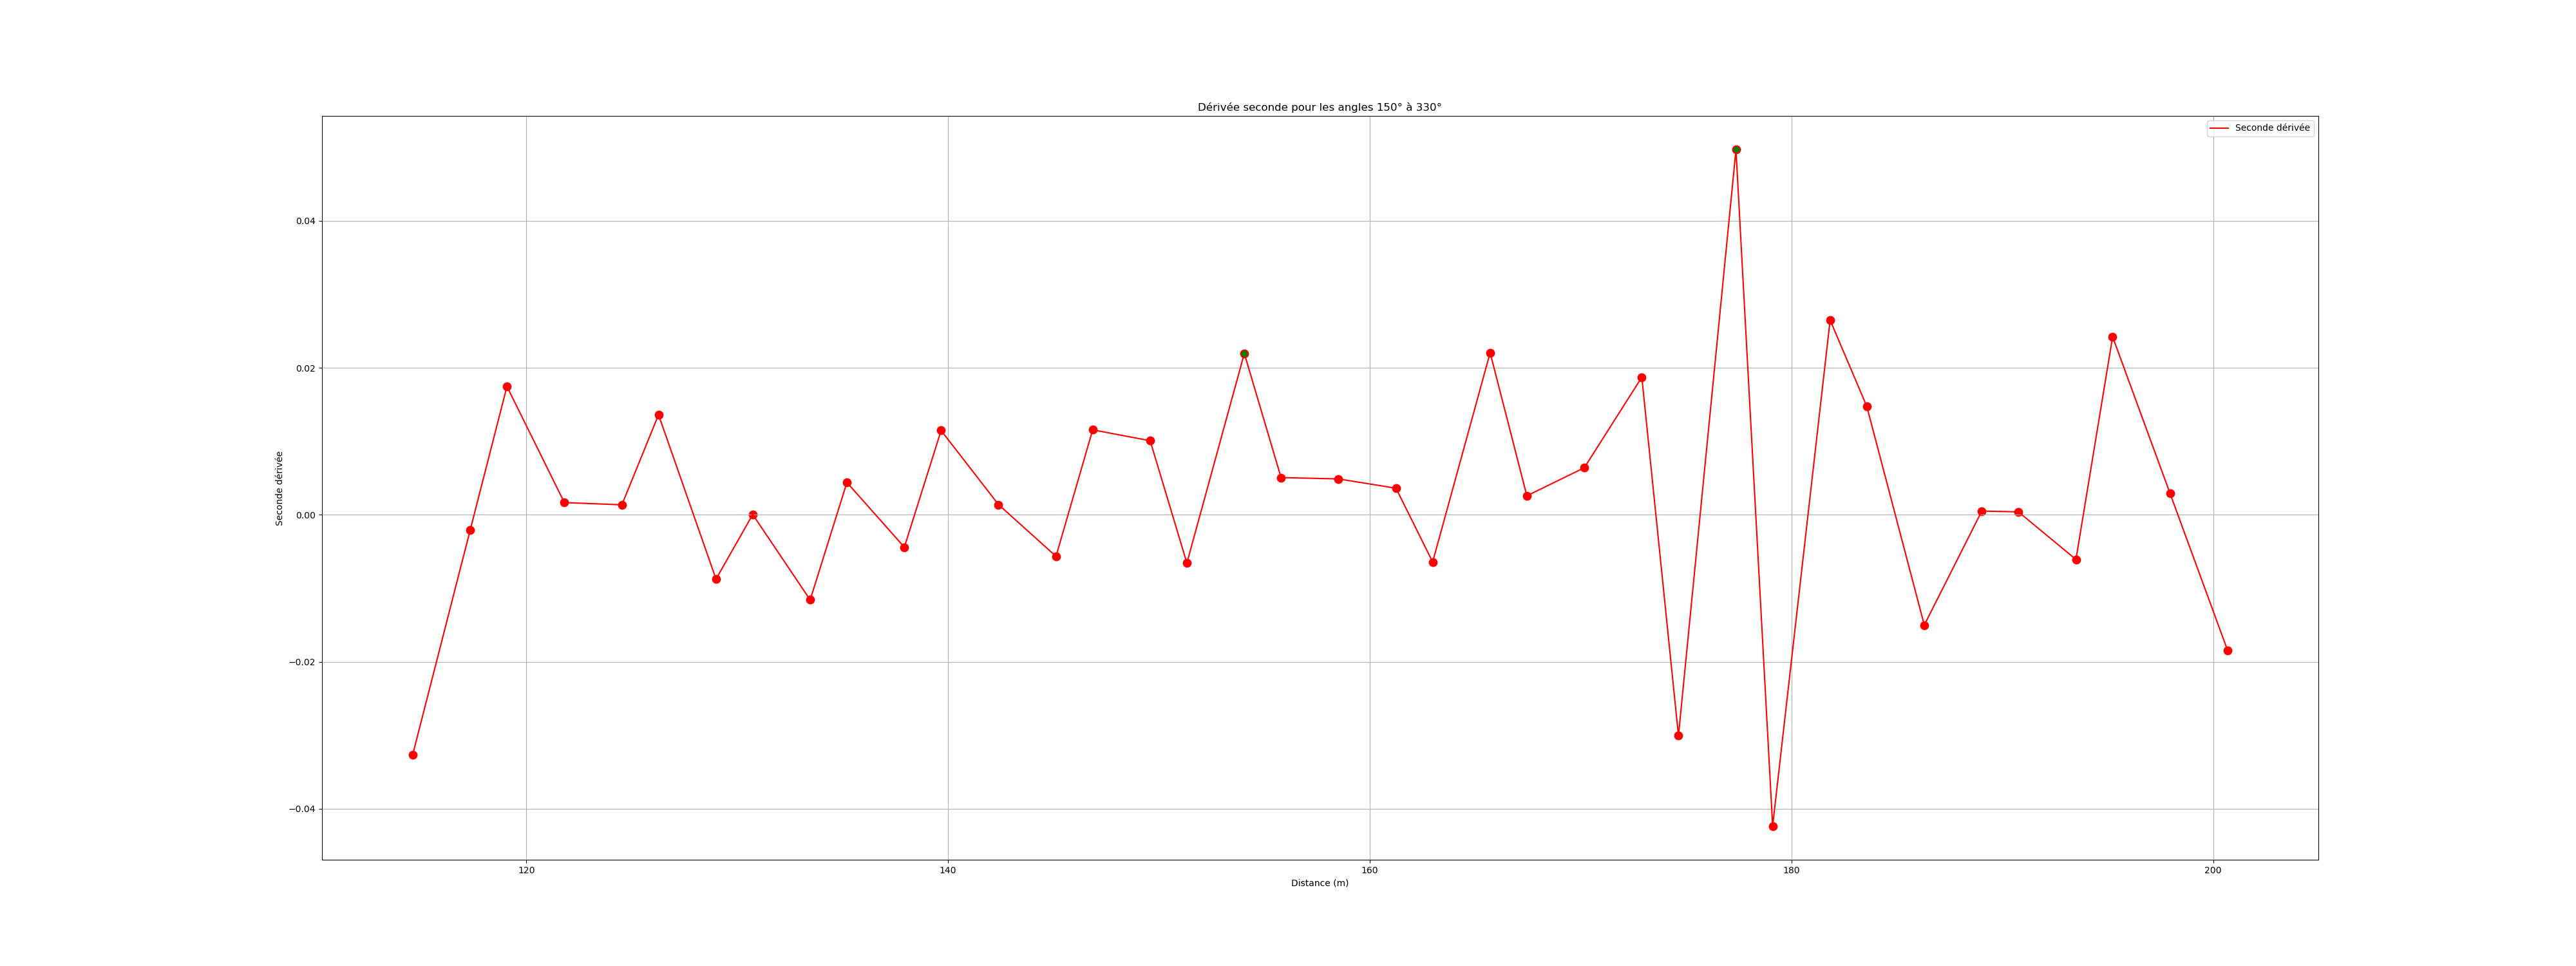 Dérivée seconde pour les angles 150° à 330°
Seconde dérivée
0.04
0.02
0.00
−0.02
−0.04
Seconde dérivée
120
140
160
180
200
Distance (m)